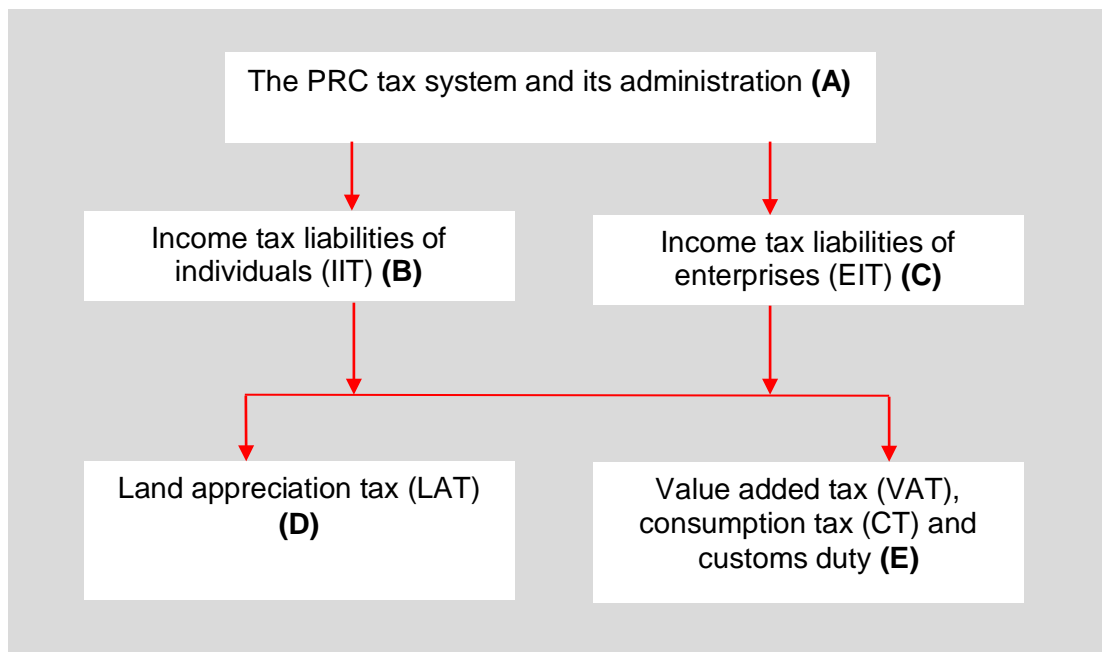 The PRC tax system and its administration (A)
Income tax liabilities of
individuals (IIT) (B)
Income tax liabilities of
enterprises (EIT) (C)
Land appreciation tax (LAT)
(D)
Value added tax (VAT),
consumption tax (CT) and
customs duty (E)